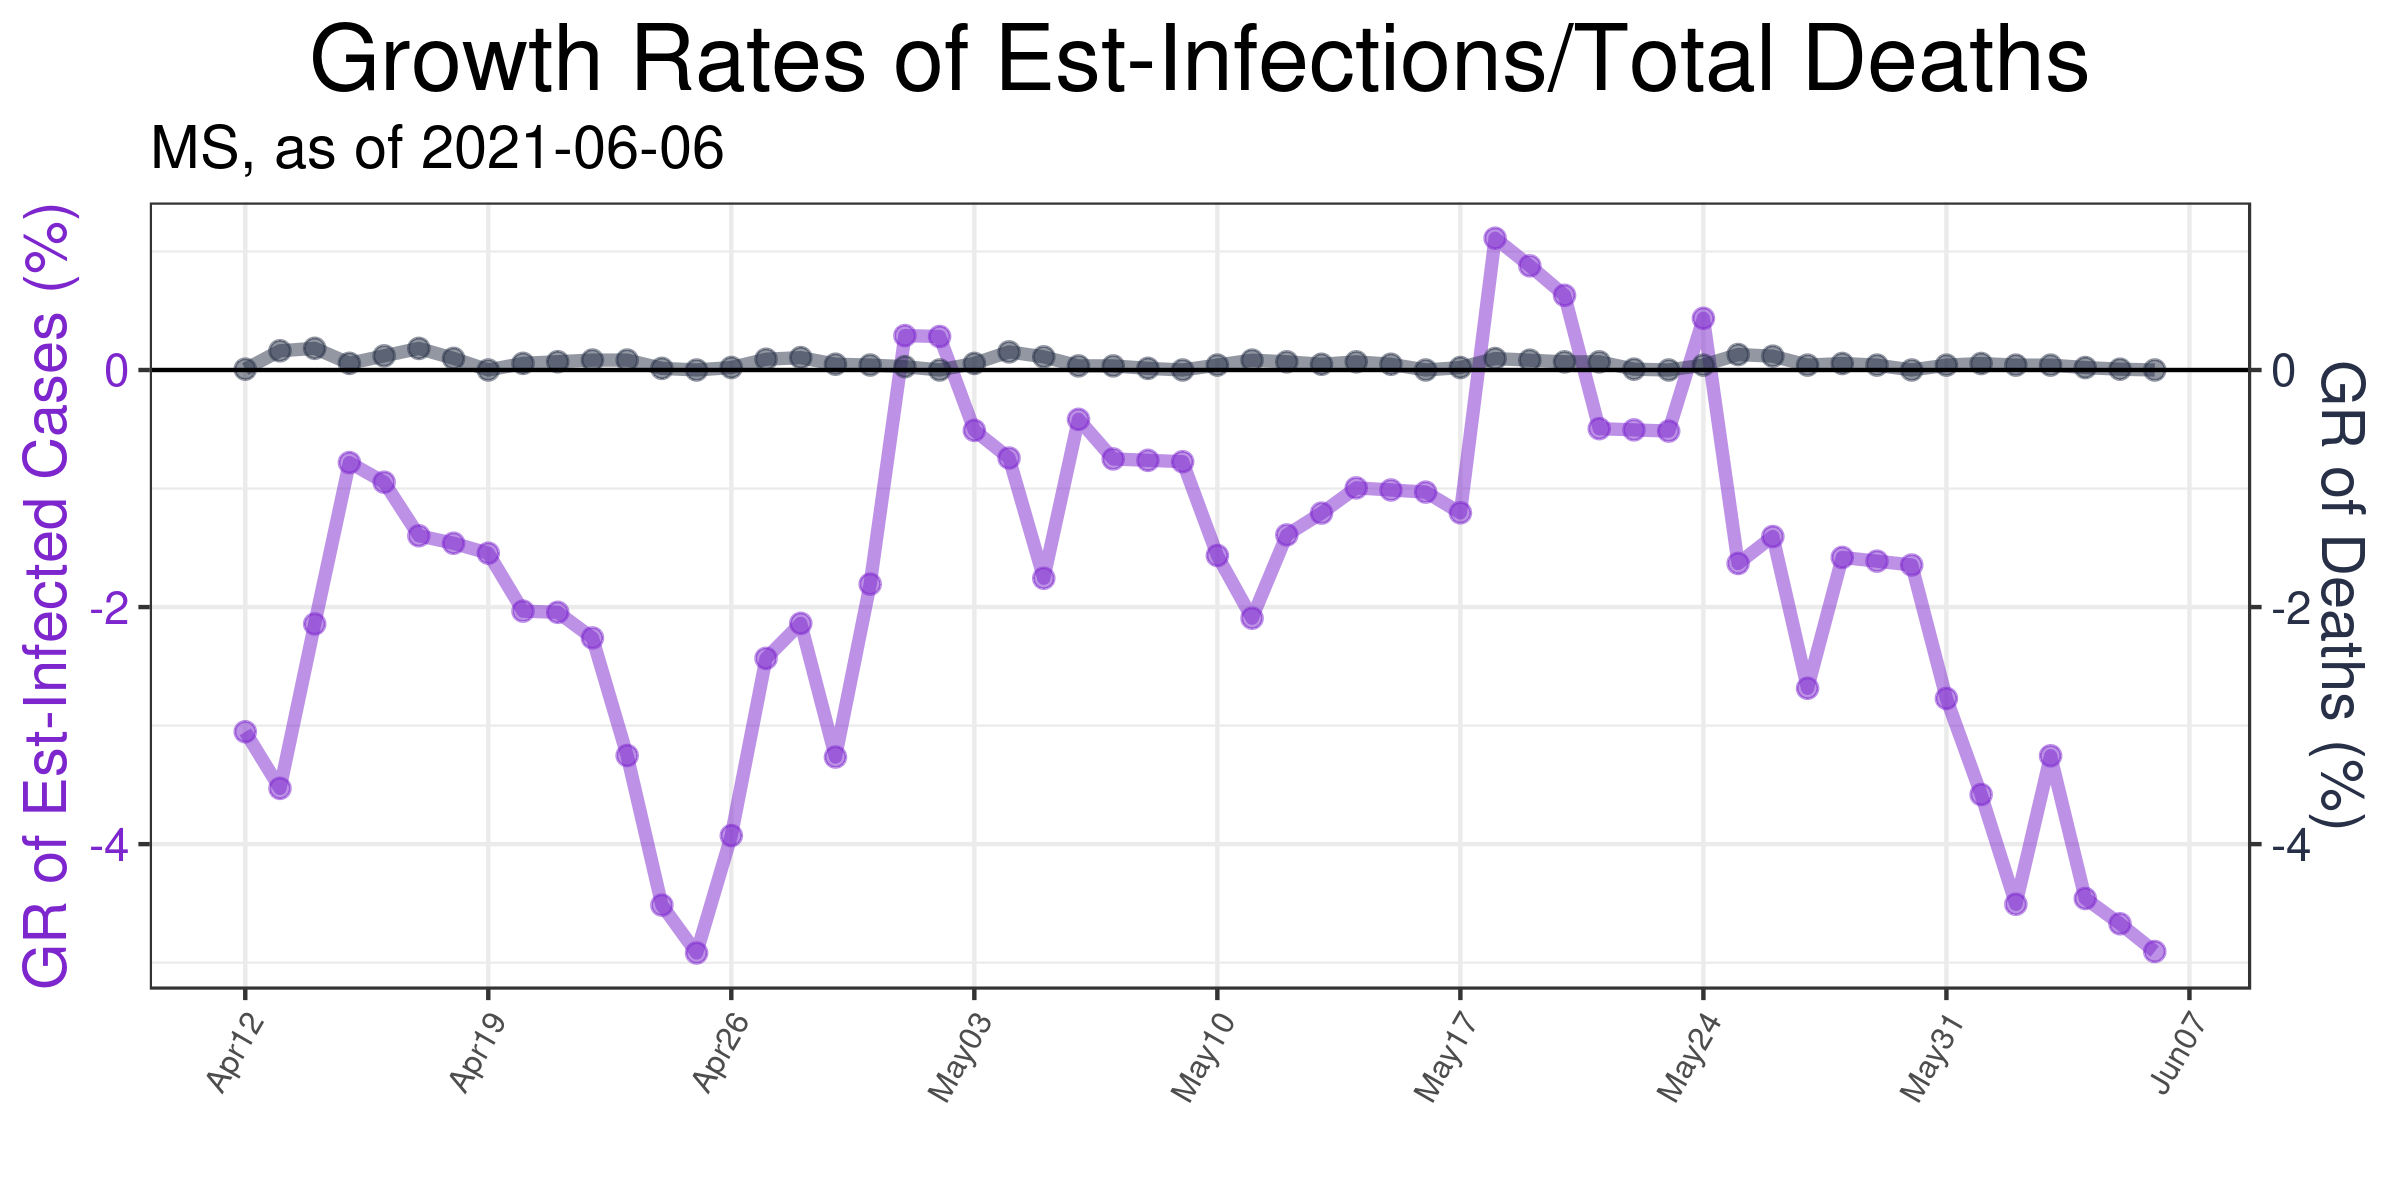 Growth Rates of Est-Infections/Total Deaths
MS, as of 2021-06-06
GR of Est-Infected Cases (%)
0
-2
-4
0
-2
-4
GR of Deaths (%)
Apr12
Apr19
Apr26
May03
May10
May17
May24
May31
Jun07